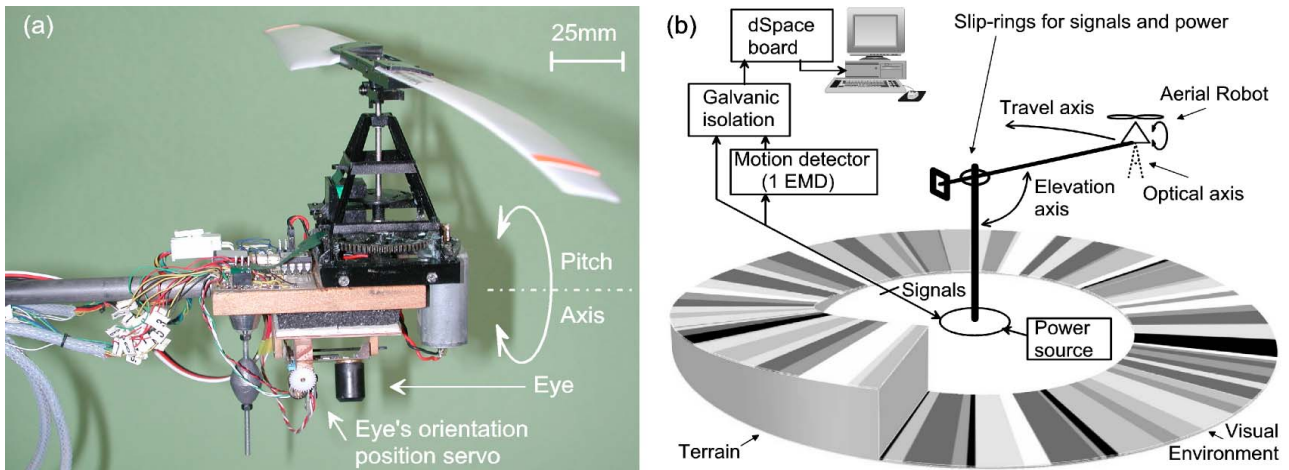 (a)
25mm
Pitch
Axis
Eye
Eye's orientation
position servo
(b)
dSpace
board
Slip-rings for signals and power
Galvanic
isolation
Travel axis
Aerial Robot
Motion detector
(1 EMD)
Elevation
axis
Optical axis
Signals
Power
source
Terrain
Visual
Environment